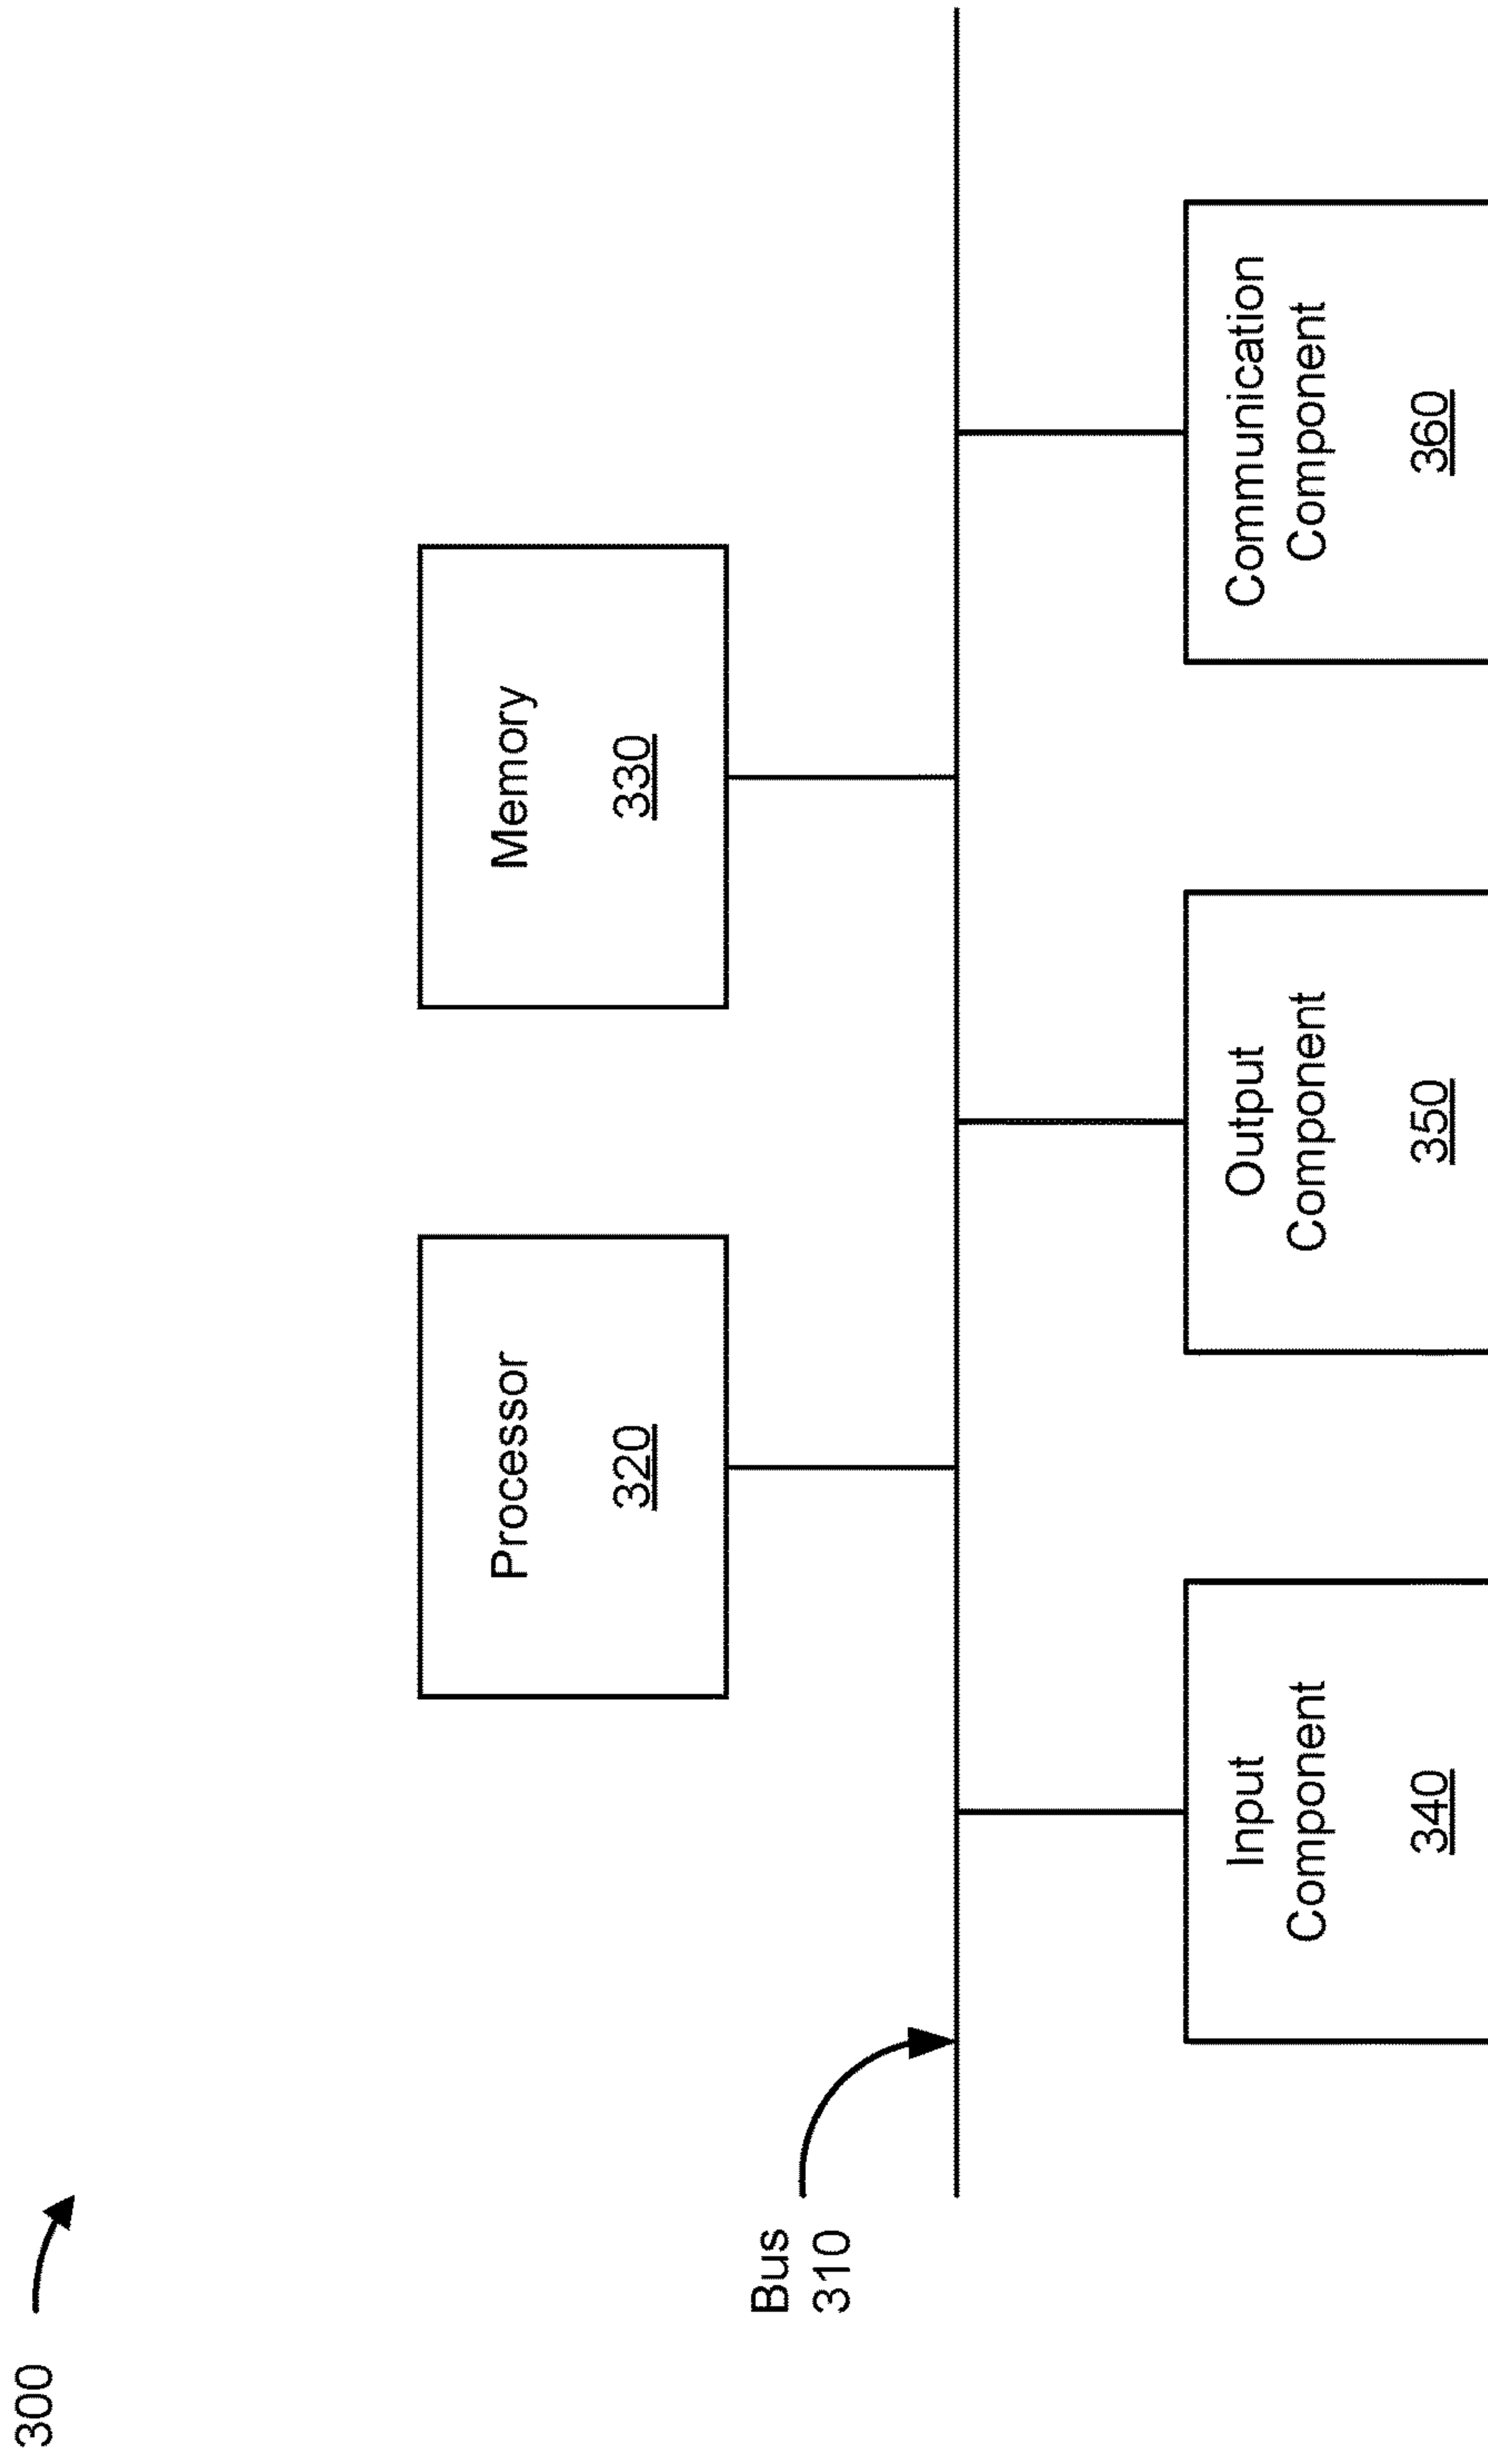 300
Processor
320
Memory
330
Bus
310
Input
Component
340
Output
Component
350
Communication
Component
360